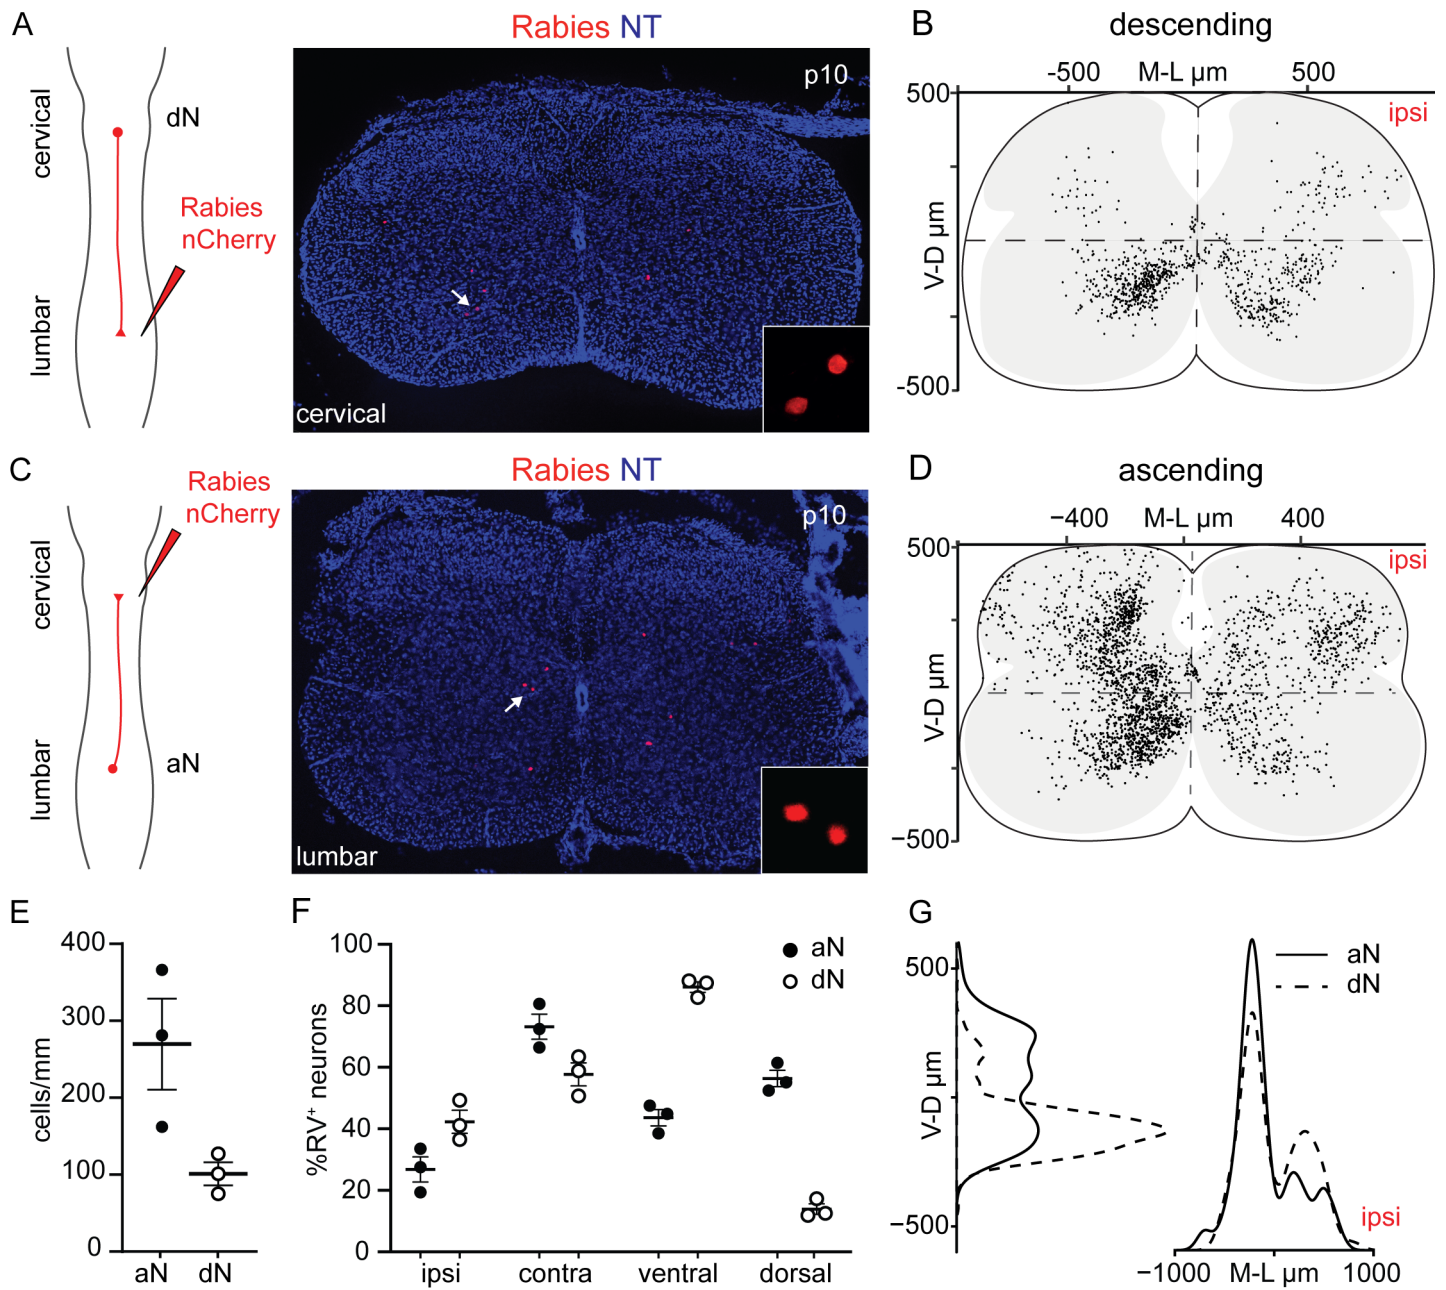 A
Rabies NT
cervical
dN
Rabies
nCherry
lumbar
p10
cervical
B
descending
-500 M-L µm 500
500
ipsi
V-D µm
-500
C
Rabies NT
Rabies
nCherry
cervical
lumbar
aN
p10
lumbar
D
ascending
−400 M-L µm 400
500
ipsi
V-D µm
−500
E
400
300
200
100
0
cells/mm
aN dN
F
100
80
60
40
20
0
%RV+ neurons
aN
dN
ipsi contra ventral dorsal
G
500
V-D µm
−500
aN
dN
ipsi
−1000 M-L µm 1000